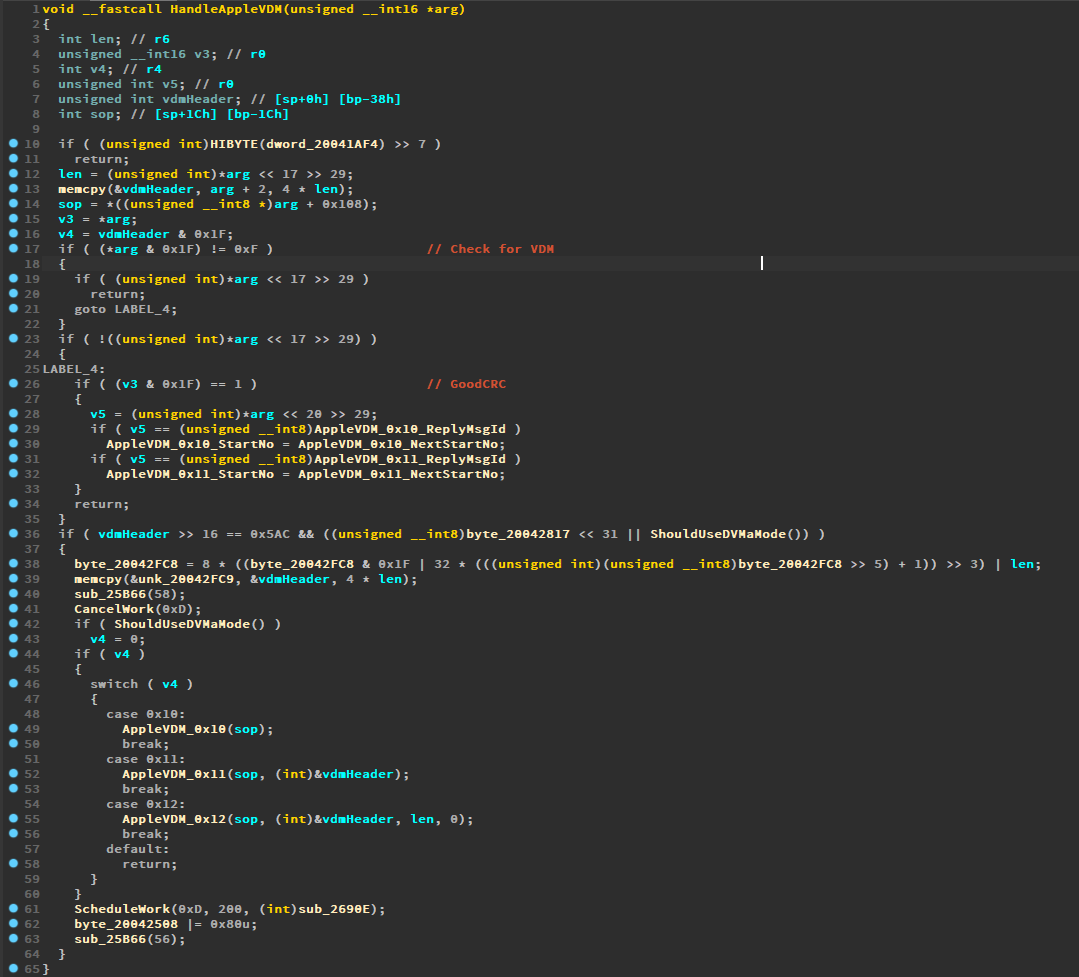 1 void __fastcall HandleAppleVDM(unsigned __int16 *arg)
2 {
3 int len; // r6
4 unsigned __int16 v3; // r0
5 int v4; // r4
6 unsigned int v5; // r0
7 unsigned int vdmHeader; // [sp+0h] [bp-38h]
8 int sop; // [sp+1Ch] [bp-1Ch]
9
10 if ( (unsigned int)HIBYTE(dword_20041AF4) >> 7 )
11 return;
12 len = (unsigned int)*arg << 17 >> 29;
13 memcpy(&vdmHeader, arg + 2, 4 * len);
14 sop = *((unsigned __int8 *)arg + 0x108);
15 v3 = *arg;
16 v4 = vdmHeader & 0x1F;
17 if ( (*arg & 0x1F) != 0xF ) // Check for VDM
18 {
19 if ( (unsigned int)*arg << 17 >> 29 )
20 return;
21 goto LABEL_4;
22 }
23 if ( !((unsigned int)*arg << 17 >> 29) )
24 {
25 LABEL_4:
26 if ( (v3 & 0x1F) == 1 ) // GoodCRC
27 {
28 v5 = (unsigned int)*arg << 20 >> 29;
29 if ( v5 == (unsigned __int8)AppleVDM_0x10_ReplyMsgId )
30 AppleVDM_0x10_StartNo = AppleVDM_0x10_NextStartNo;
31 if ( v5 == (unsigned __int8)AppleVDM_0x11_ReplyMsgId )
32 AppleVDM_0x11_StartNo = AppleVDM_0x11_NextStartNo;
33 }
34 return;
35 }
36 if ( vdmHeader >> 16 == 0x5AC && ((unsigned __int8)byte_20042817 << 31 || ShouldUseDVMaMode()) )
37 {
38 byte_20042FC8 = 8 * ((byte_20042FC8 & 0x1F | 32 * (((unsigned int)(unsigned __int8)byte_20042FC8 >> 5) + 1)) >> 3) | len;
39 memcpy(&unk_20042FC9, &vdmHeader, 4 * len);
40 sub_25B66(58);
41 CancelWork(0xD);
42 if ( ShouldUseDVMaMode() )
43 v4 = 0;
44 if ( v4 )
45 {
46 switch ( v4 )
47 {
48 case 0x10:
49 AppleVDM_0x10(sop);
50 break;
51 case 0x11:
52 AppleVDM_0x11(sop, (int)&vdmHeader);
53 break;
54 case 0x12:
55 AppleVDM_0x12(sop, (int)&vdmHeader, len, 0);
56 break;
57 default:
58 return;
59 }
60 }
61 ScheduleWork(0xD, 200, (int)sub_2690E);
62 byte_20042508 |= 0x80u;
63 sub_25B66(56);
64 }
65 }